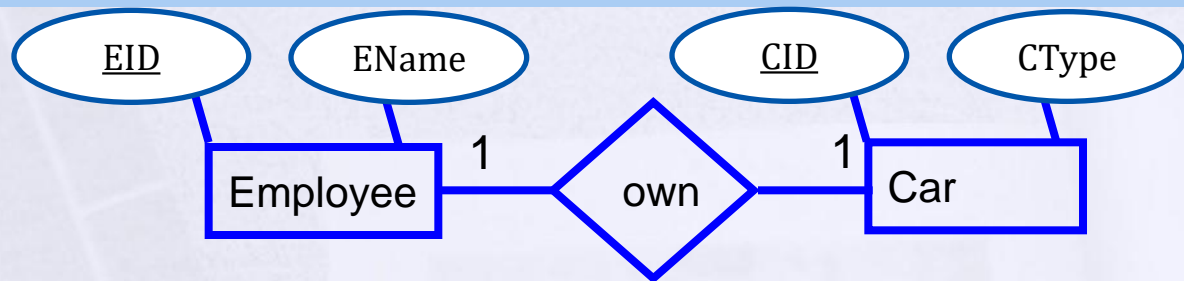 EID
EName
CID
CType
Employee
1
own
1
Car